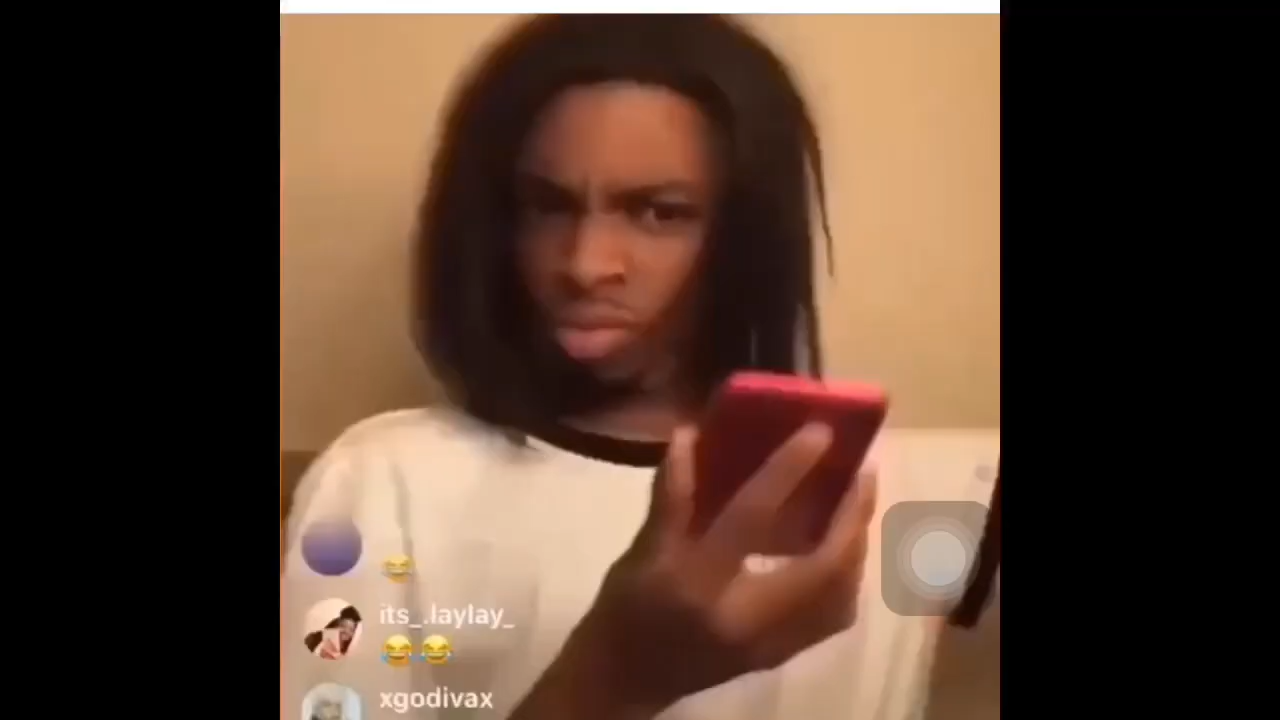 😂
its_.laylay_
😂😂
xgodivax